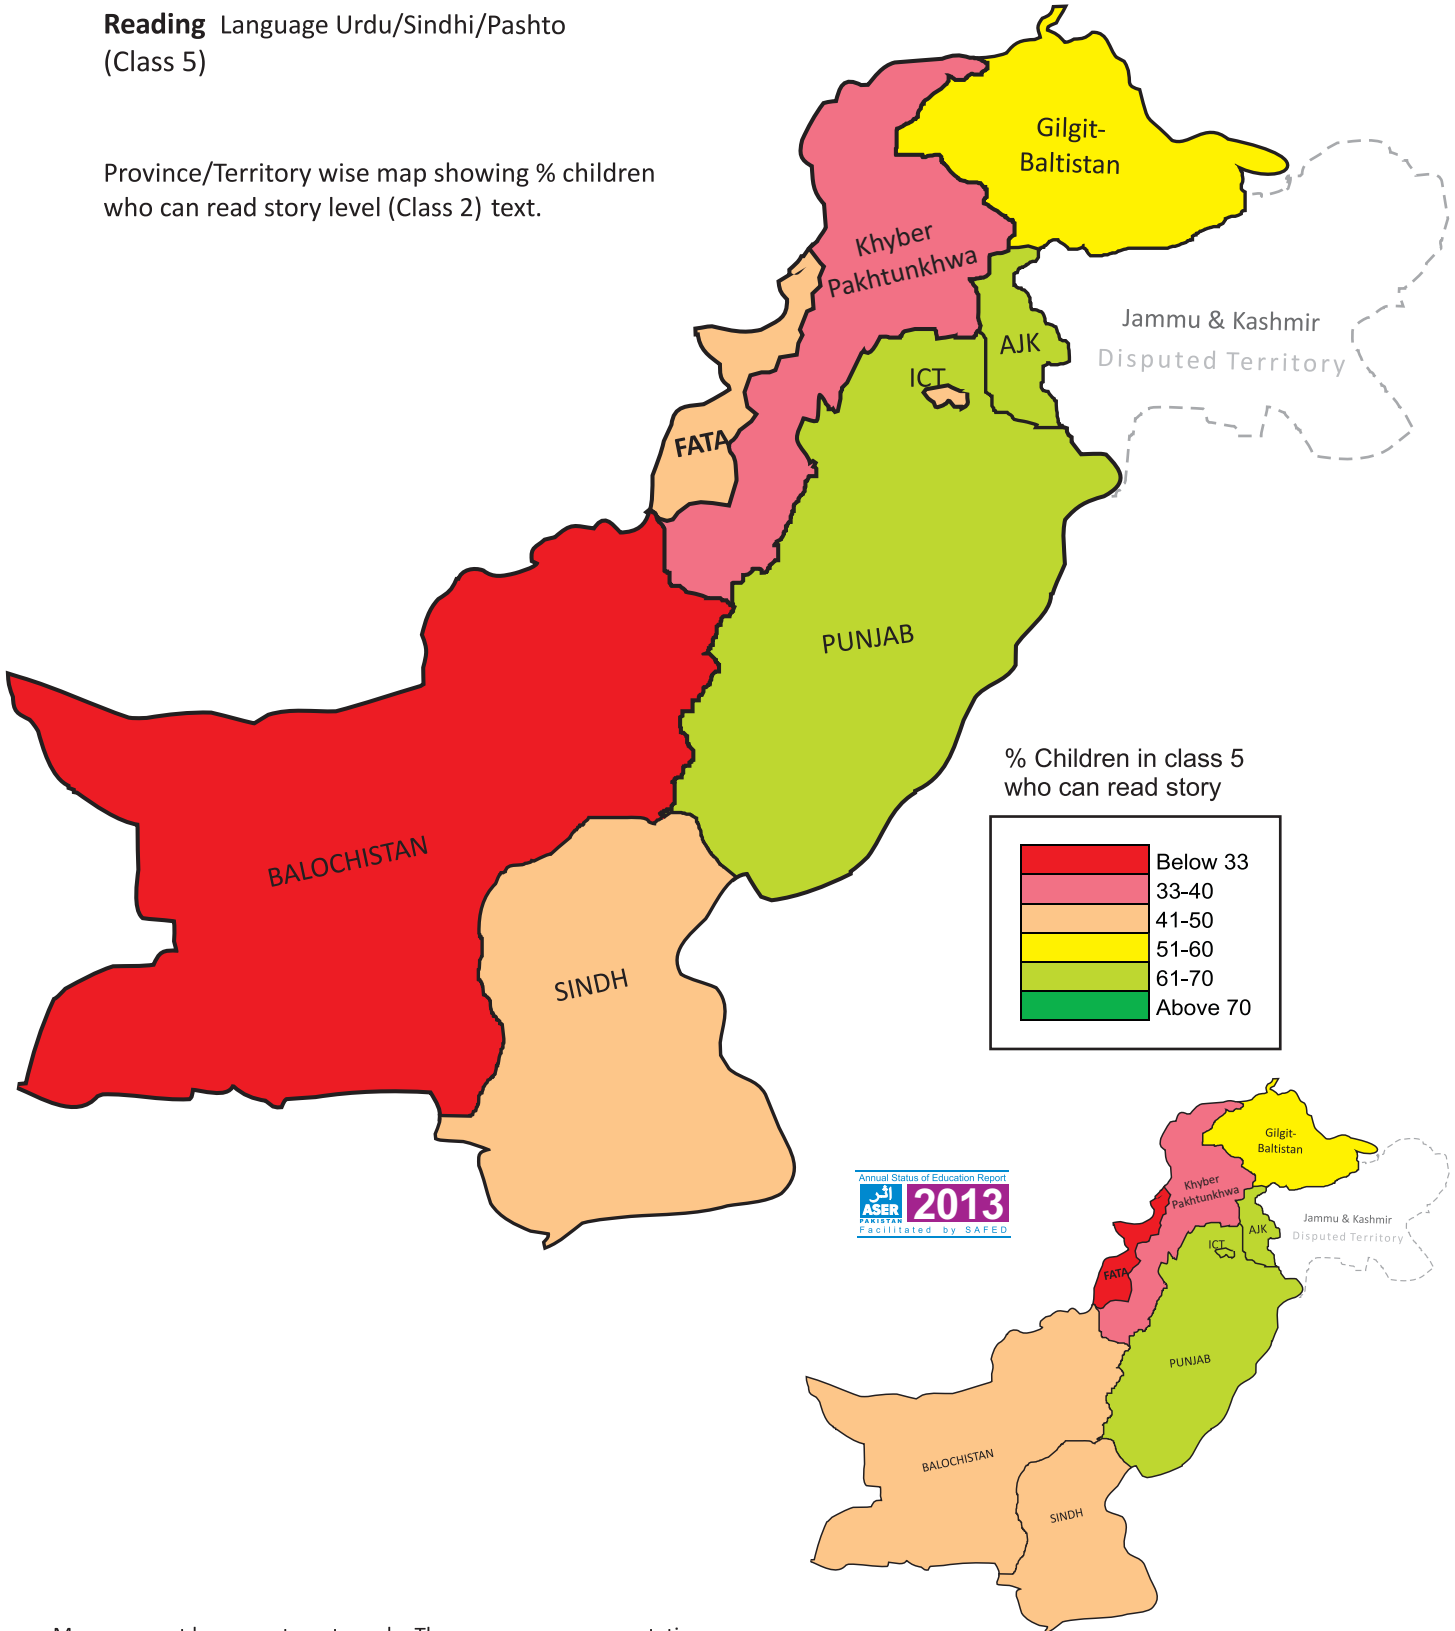 Reading Language Urdu/Sindhi/Pashto
(Class 5)
Province/Territory wise map showing % children
who can read story level (Class 2) text.
Gilgit-
Baltistan
Khyber
Pakhtunkhwa
Jammu & Kashmir
Disputed Territory
AJK
ICT
FATA
PUNJAB
BALOCHISTAN
SINDH
% Children in class 5
who can read story
Below 33
33-40
41-50
51-60
61-70
Above 70
Annual Status of Education Report
اثر
ASER
PAKISTAN
2013
Facilitated by SAFED
Gilgit-
Baltistan
Khyber
Pakhtunkhwa
Jammu & Kashmir
Disputed Territory
AJK
ICT
FATA
PUNJAB
BALOCHISTAN
SINDH